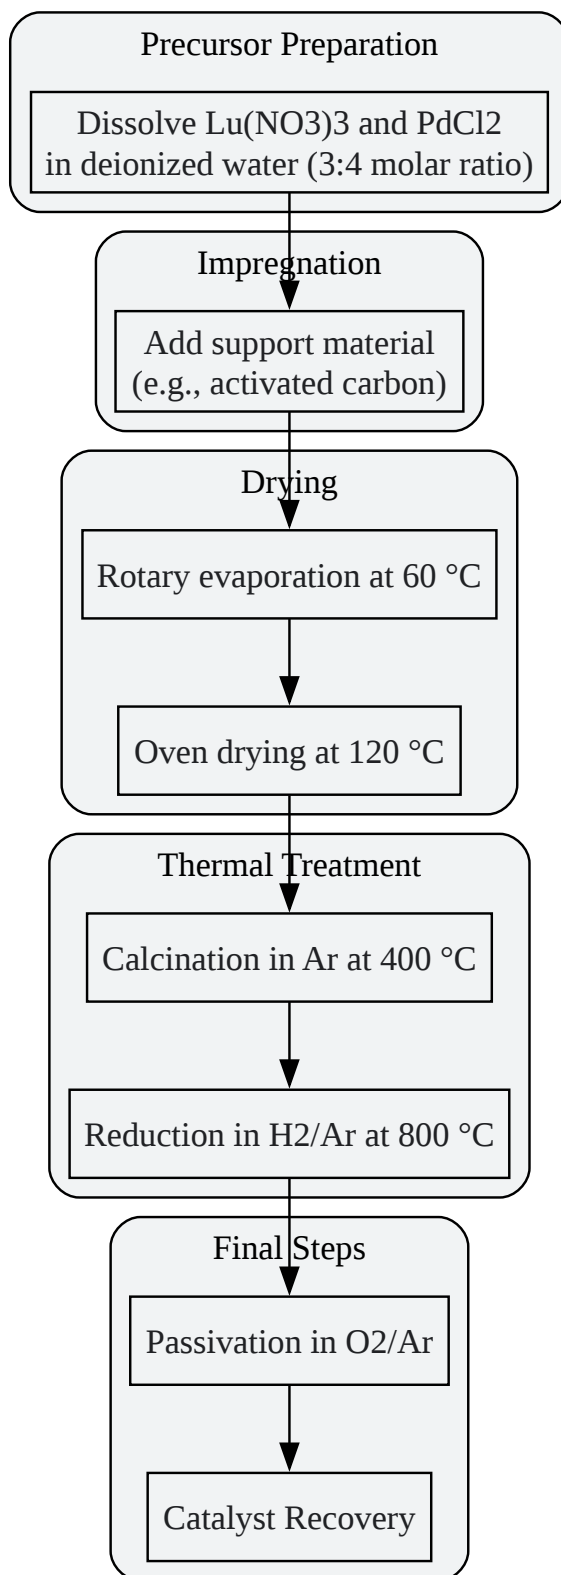 Precursor Preparation
Dissolve Lu(NO3)3 and PdCl2
in deionized water (3:4 molar ratio)
Impregnation
Add support material
(e.g., activated carbon)
Drying
Rotary evaporation at 60 °C
Oven drying at 120 °C
Thermal Treatment
Calcination in Ar at 400 °C
Reduction in H2/Ar at 800 °C
Final Steps
Passivation in O2/Ar
Catalyst Recovery